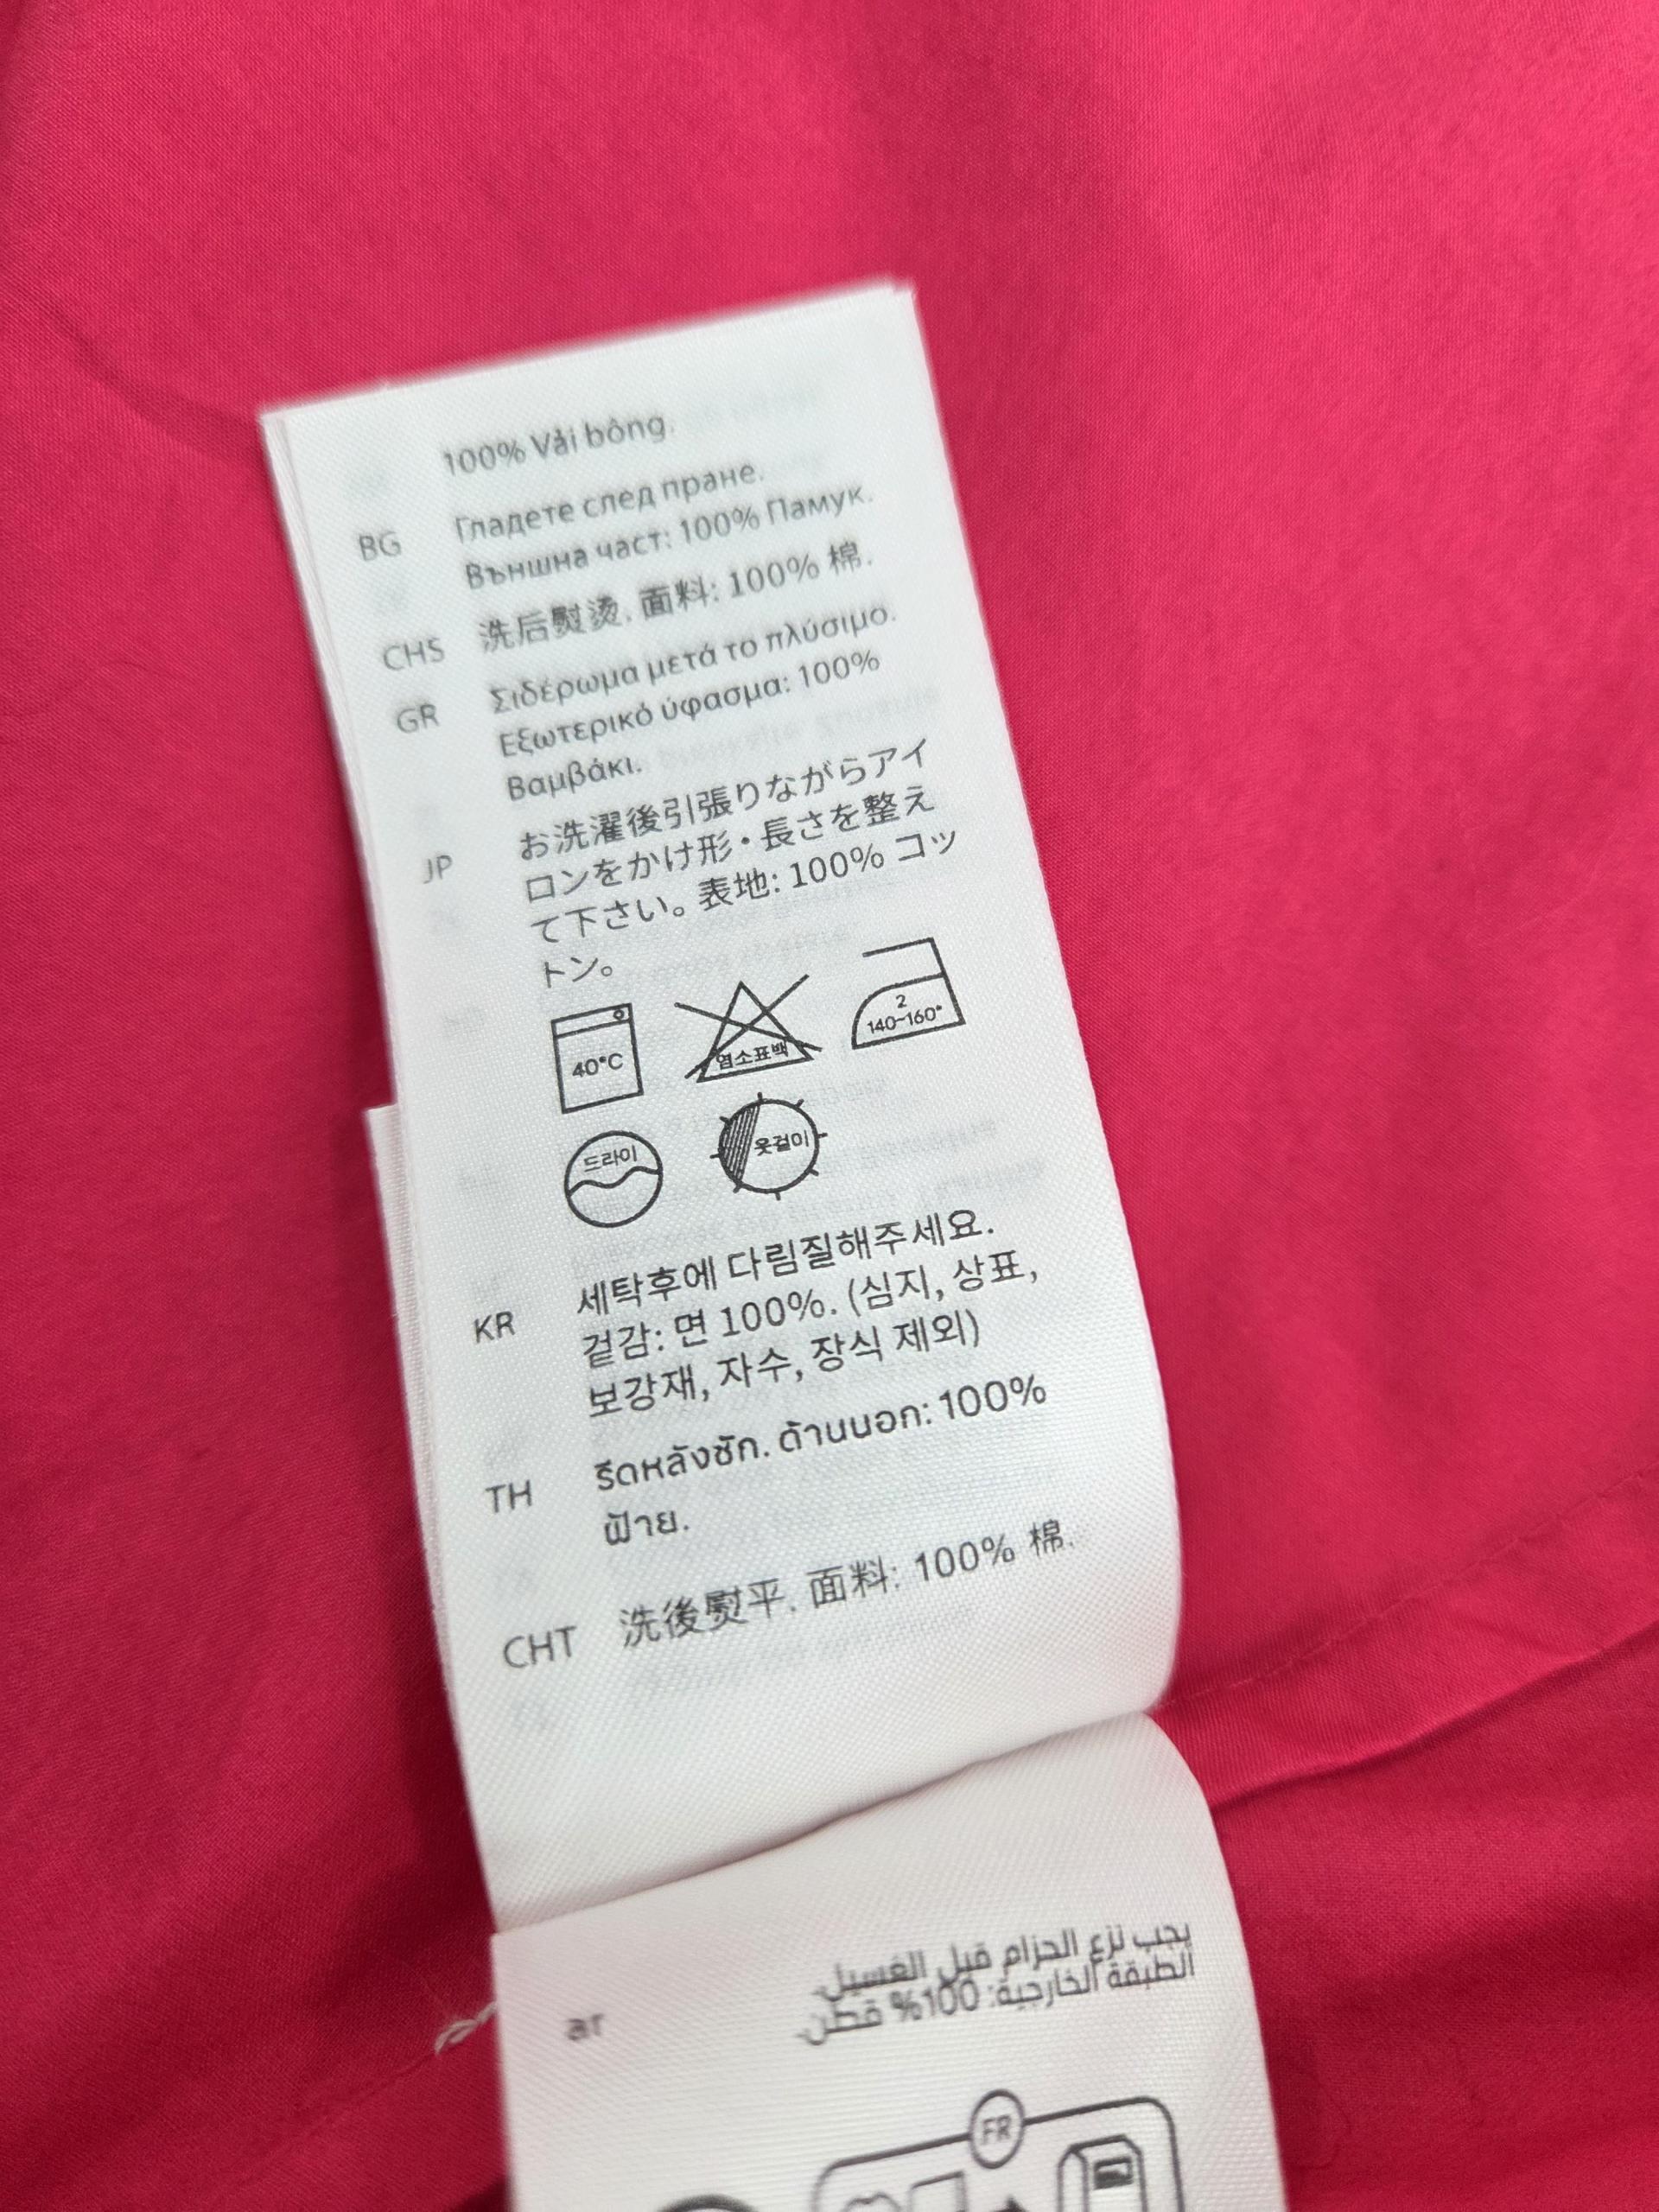 100% Vải bông.
BG Гладете след пране.
Външна част: 100% Памук.
CHS 洗后熨烫. 面料: 100% 棉.
GR Σιδέρωμα μετά το πλύσιμο.
Εξωτερικό ύφασμα: 100%
Βαμβάκι.
JP お洗濯後引張りながらアイ
ロンをかけ形・長さを整え
て下さい。表地: 100% コッ
トン。
40°C
염소표백
2
140~160°
드라이
옷걸이
KR 세탁후에 다림질해주세요.
겉감: 면 100%. (심지, 상표,
보강재, 자수, 장식 제외)
TH รีดหลังซัก. ด้านนอก: 100%
ฝ้าย.
CHT 洗後熨平. 面料: 100% 棉.
ar يجب نزع الحزام قبل الغسيل.
الطبقة الخارجية: 100% قطن.
FR